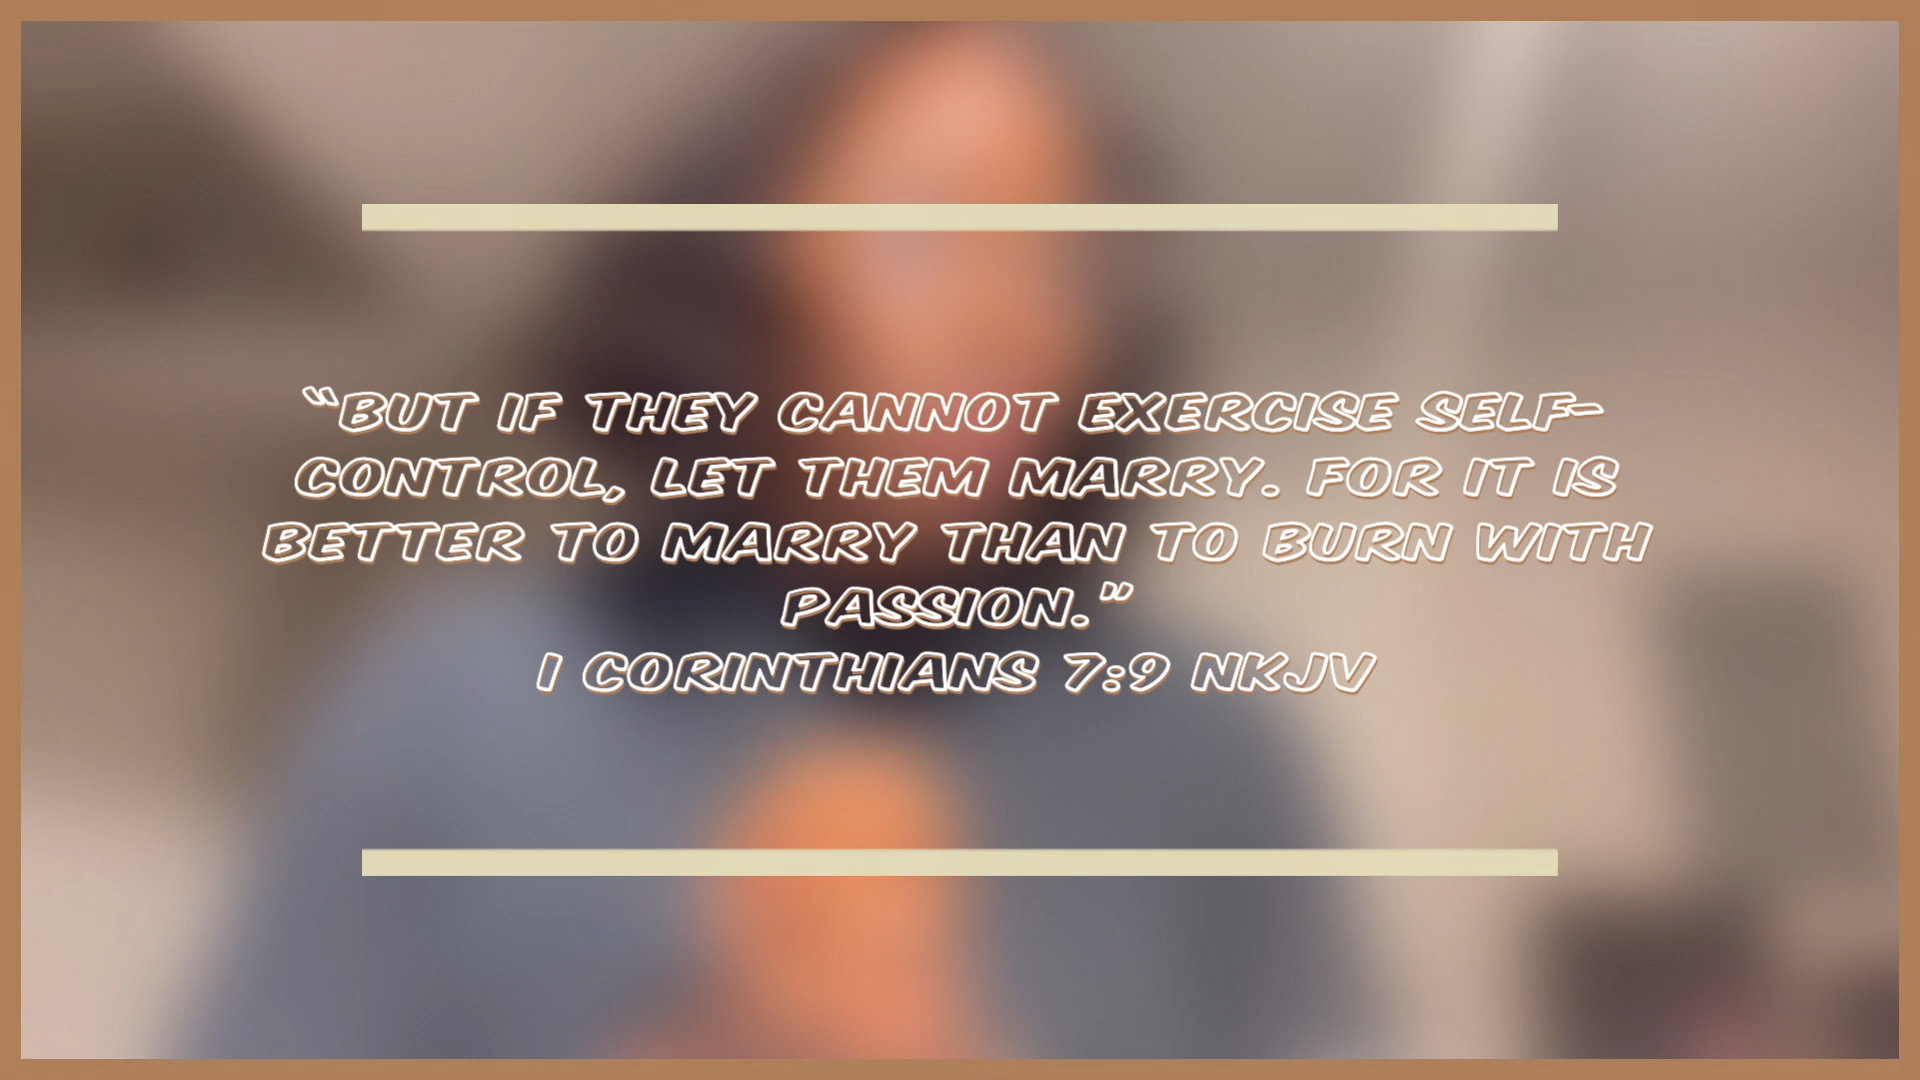 “BUT IF THEY CANNOT EXERCISE SELF-
CONTROL, LET THEM MARRY. FOR IT IS
BETTER TO MARRY THAN TO BURN WITH
PASSION.”
I CORINTHIANS 7:9 NKJV